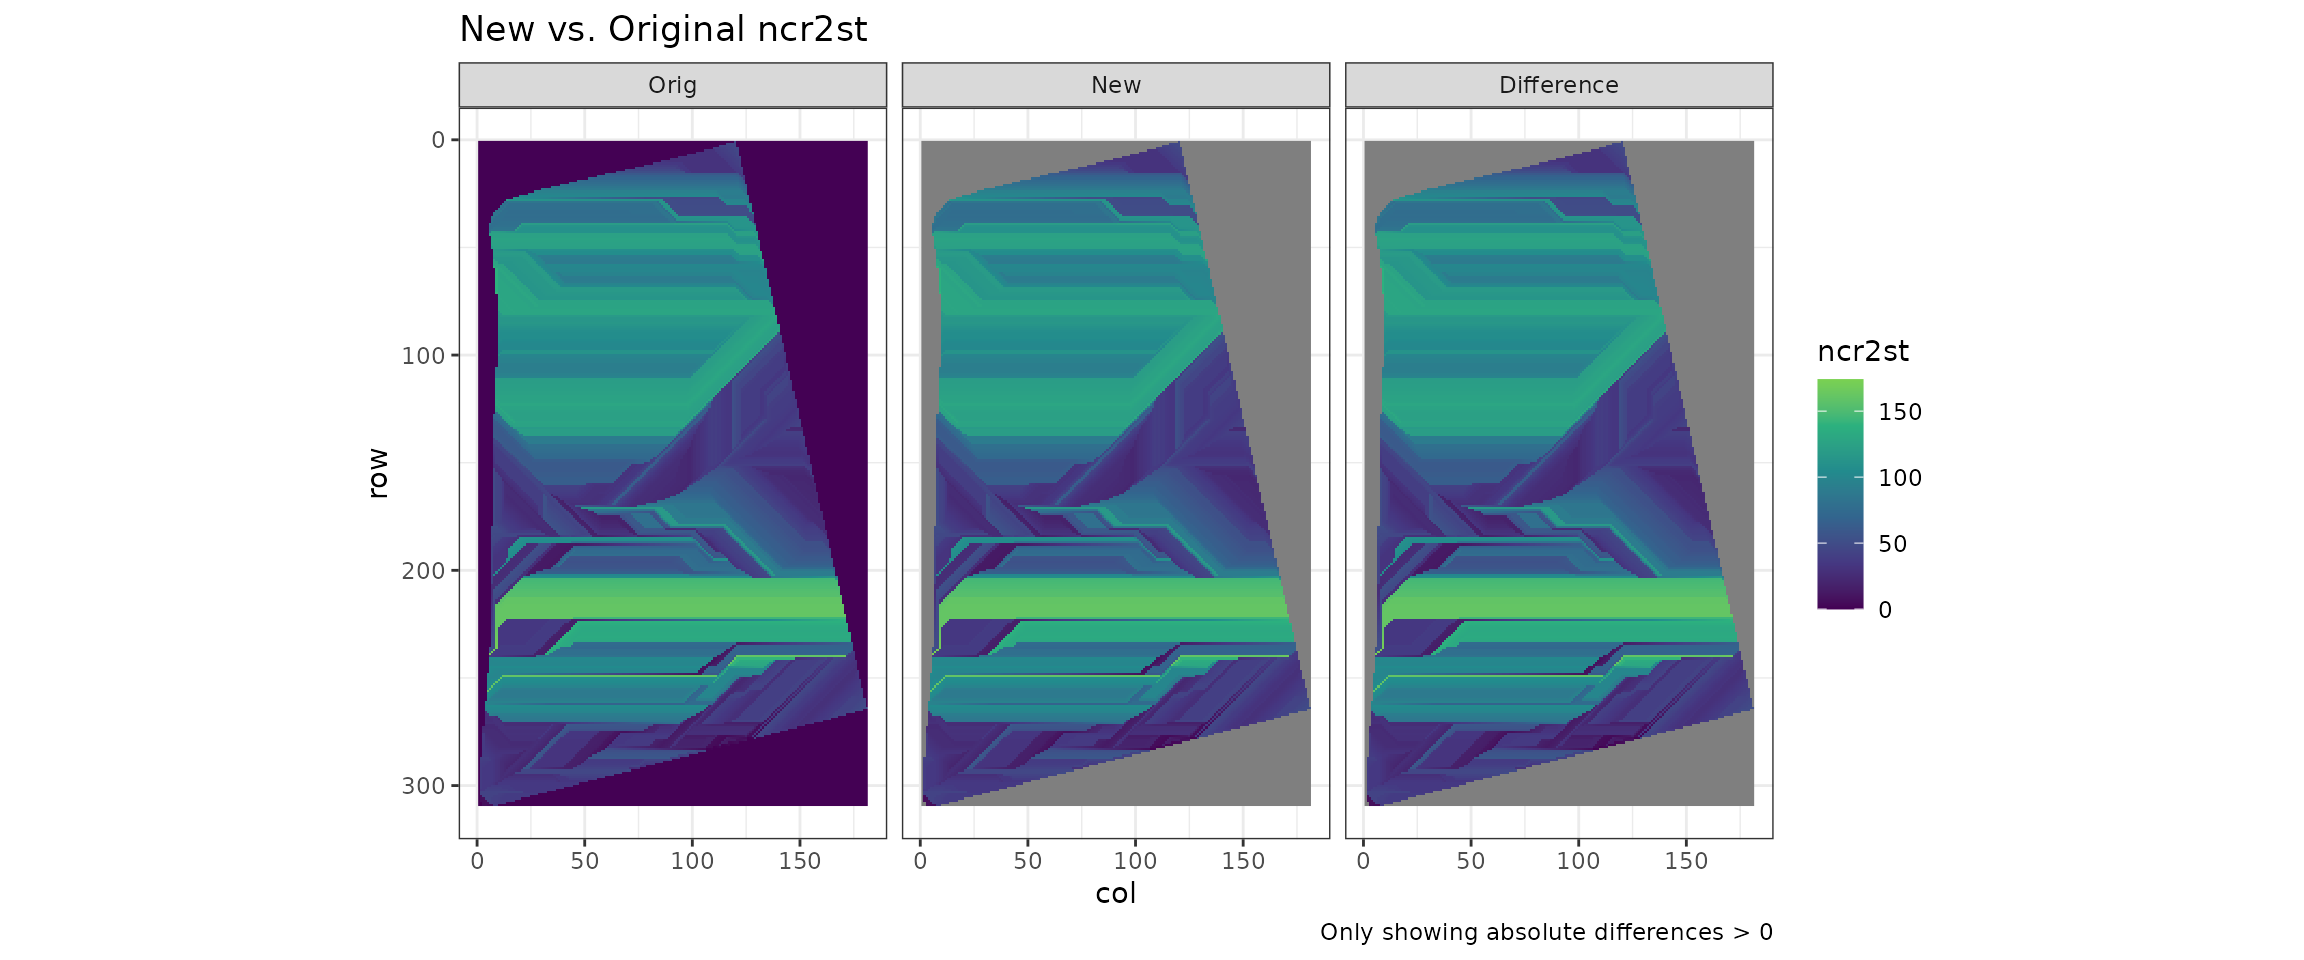 New vs. Original ncr2st
Orig
New
Difference
0
100
200
300
row
0 50 100 150
0 50 100 150
0 50 100 150
col
ncr2st
150
100
50
0
Only showing absolute differences > 0